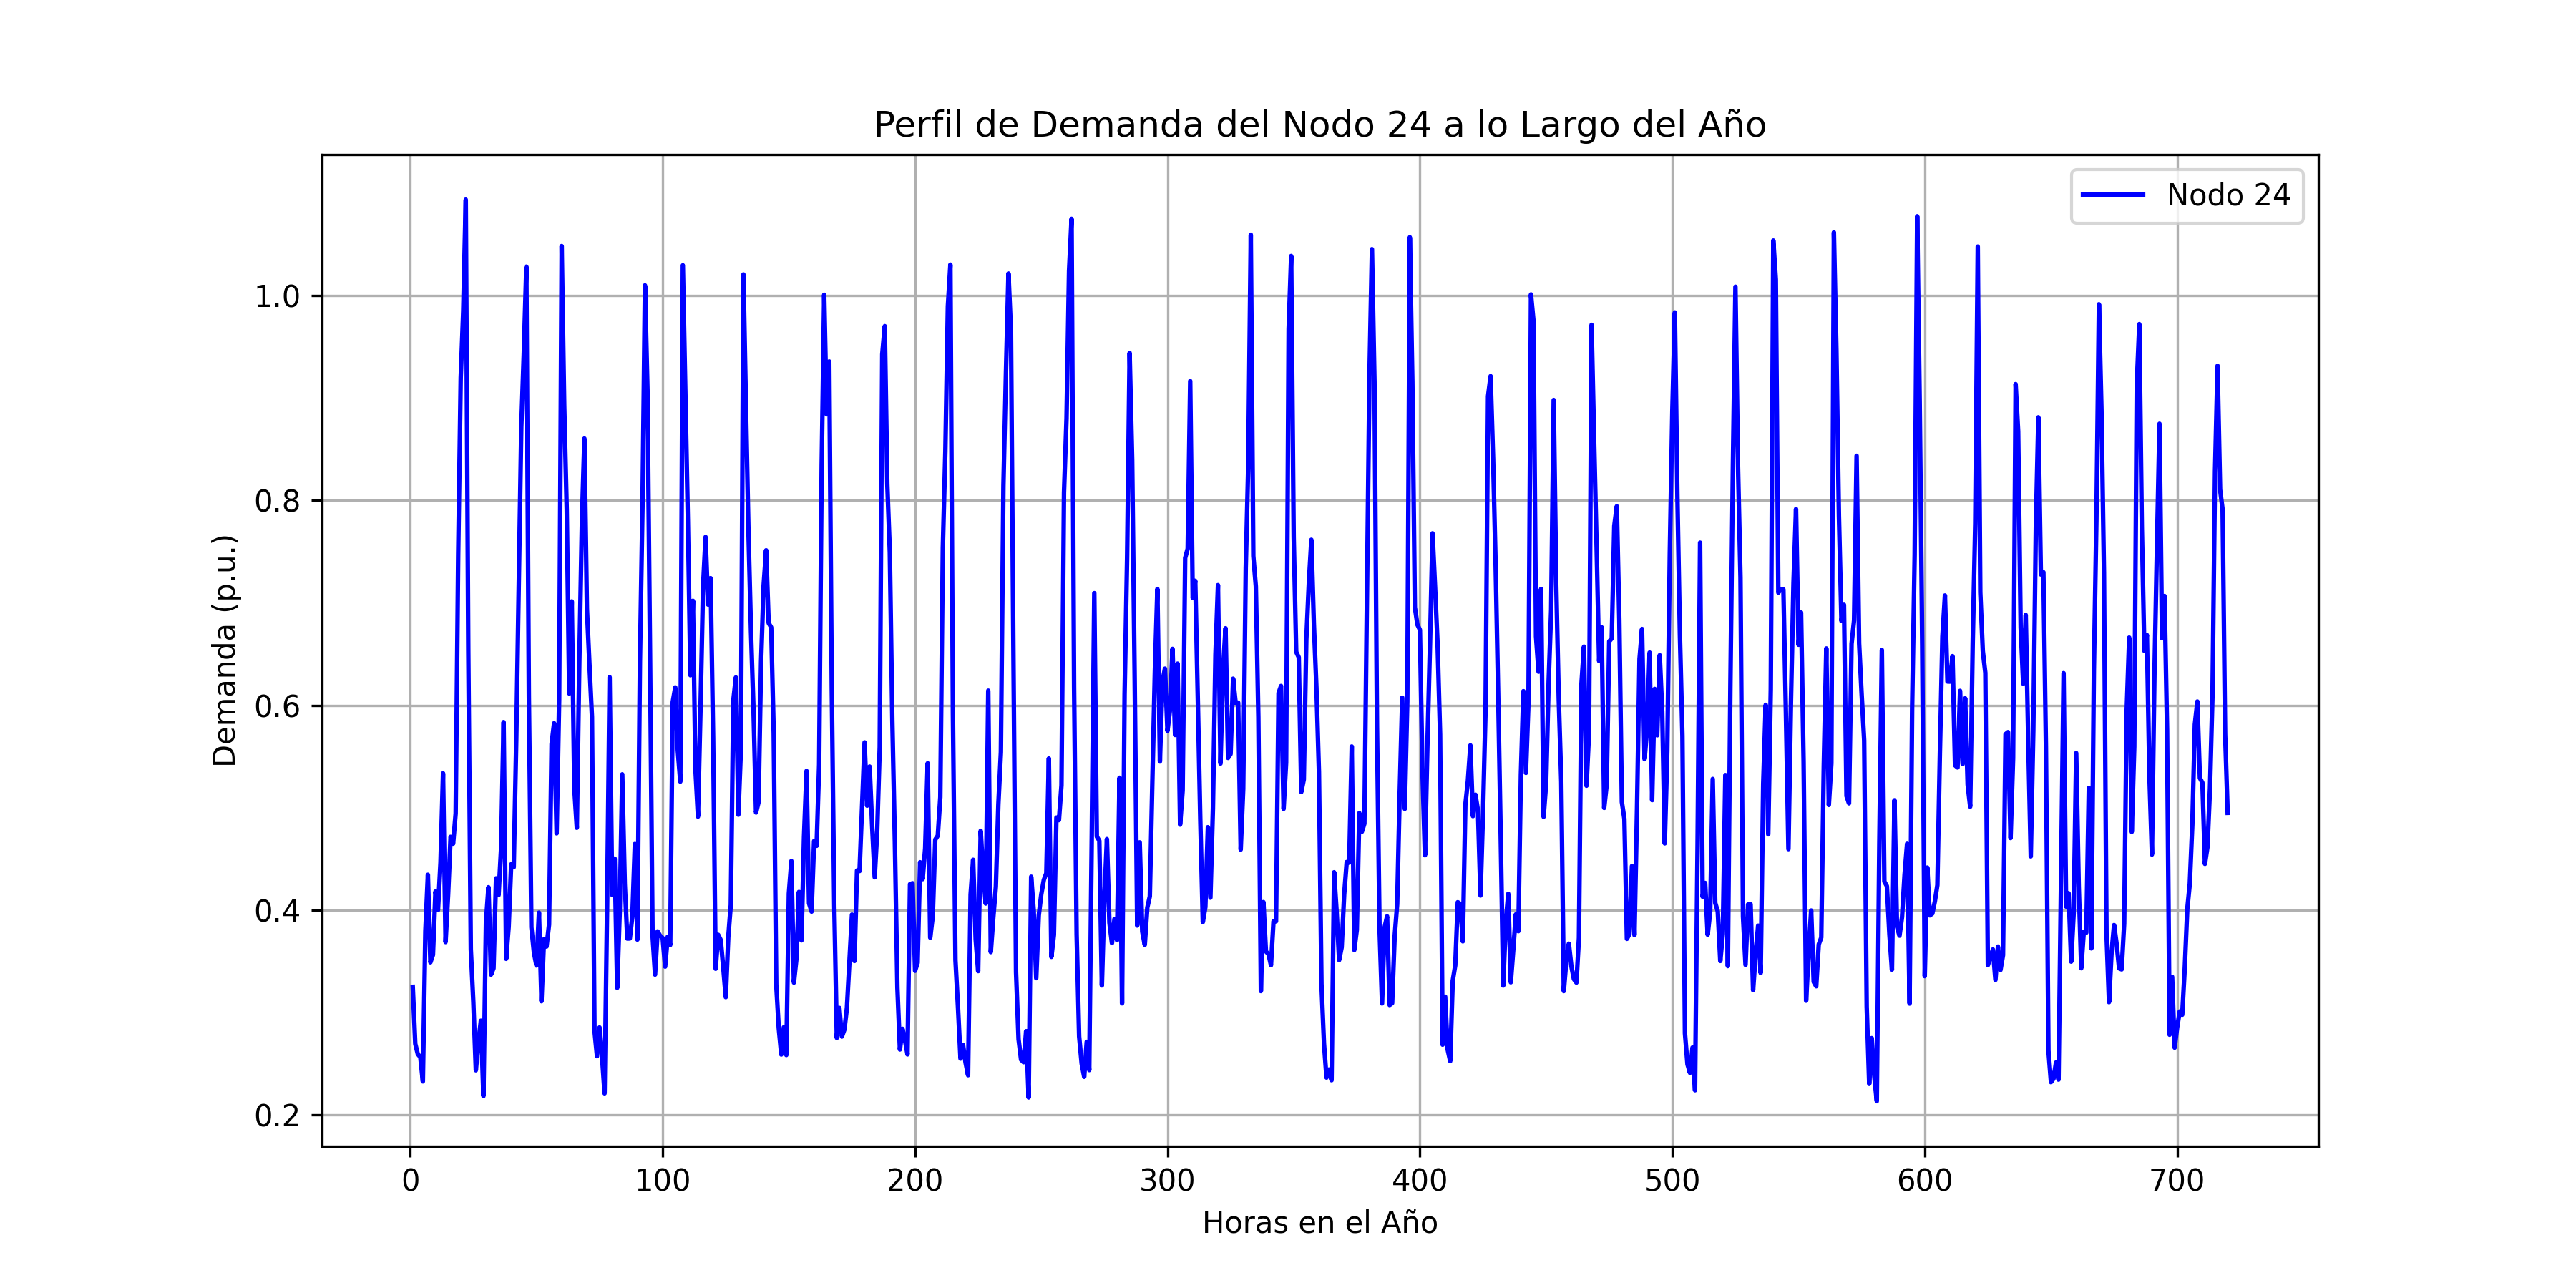 Perfil de Demanda del Nodo 24 a lo Largo del Año
Nodo 24
Demanda (p.u.)
1.0
0.8
0.6
0.4
0.2
0 100 200 300 400 500 600 700
Horas en el Año